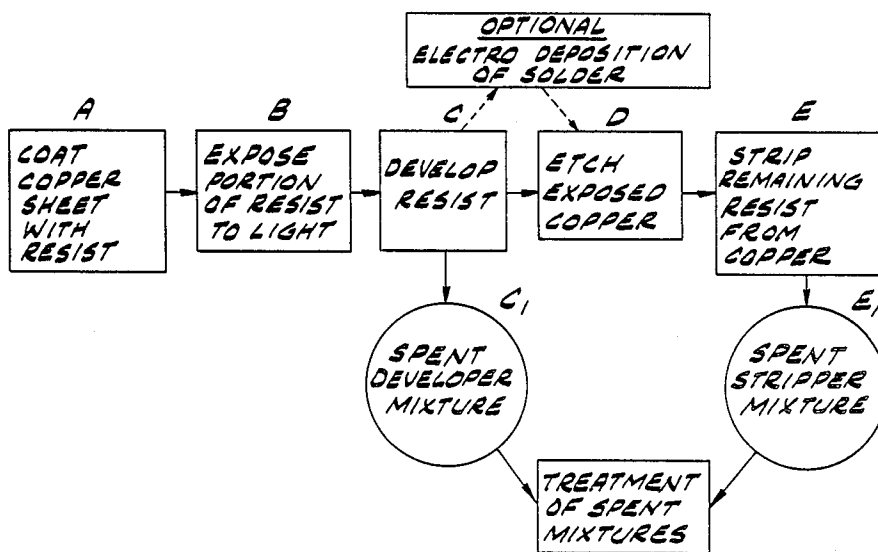 OPTIONAL
ELECTRO DEPOSITION
OF SOLDER
A
B
C
D
E
COAT
COPPER
SHEET
WITH
RESIST
EXPOSE
PORTION
OF RESIST
TO LIGHT
DEVELOP
RESIST
ETCH
EXPOSED
COPPER
STRIP
REMAINING
RESIST
FROM
COPPER
C1
E1
SPENT
DEVELOPER
MIXTURE
SPENT
STRIPPER
MIXTURE
TREATMENT
OF SPENT
MIXTURES